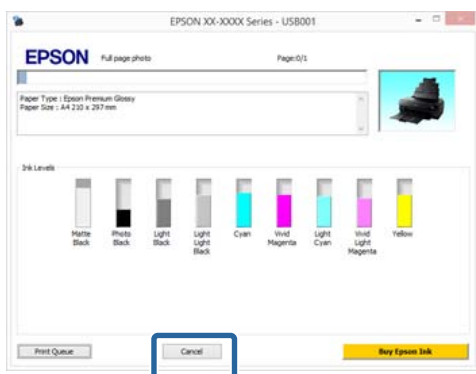 EPSON XX-XXXX Series - USB001
EPSON Full page photo Page:0/1
Paper Type : Epson Premium Glossy
Paper Size : A4 210 x 297 mm
Ink Levels
Matte Black
Photo Black
Light Black
Light Light Black
Cyan
Vivid Magenta
Light Cyan
Vivid Light Magenta
Yellow
Print Queue Cancel Buy Epson Ink